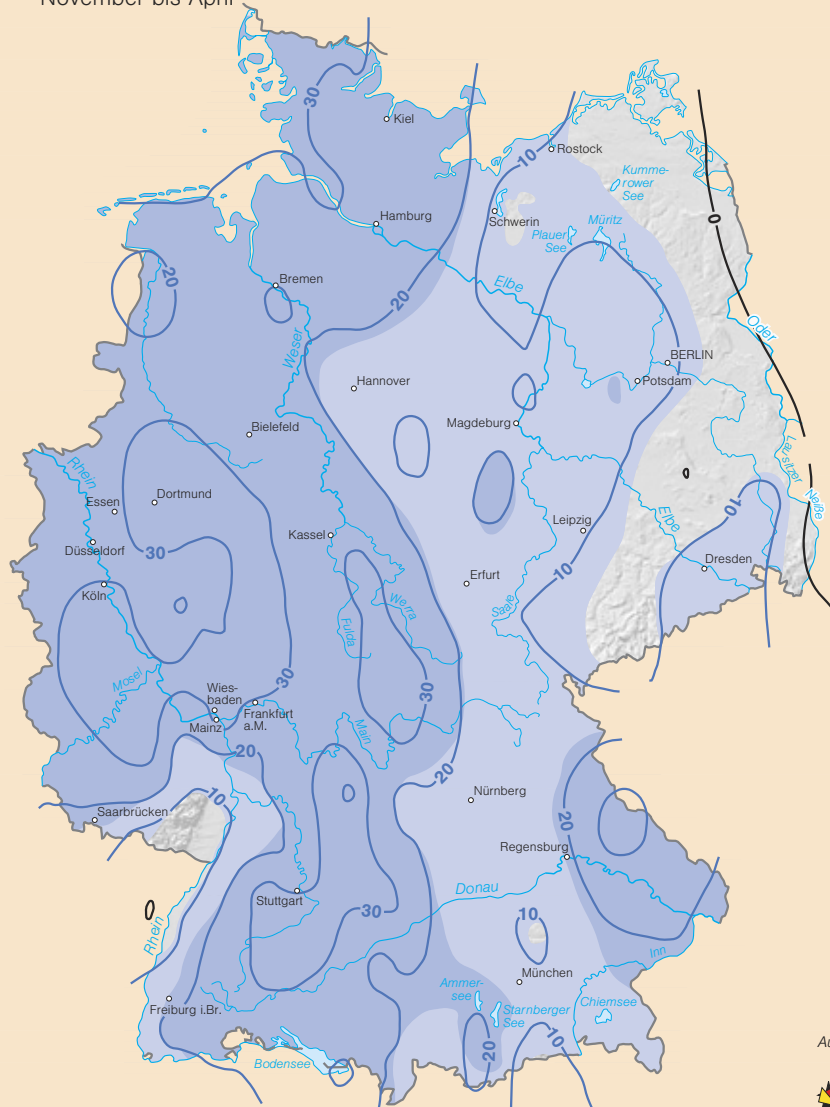 November bis April
30
Kiel
10
Rostock
Kumme-
rower
See
0
Hamburg
Schwerin
Plauer
See
Müritz
20
Bremen
20
Elbe
Oder
Weser
BERLIN
Potsdam
Hannover
Magdeburg
Bielefeld
Lau-
sitzer
Neiße
Rhein
Essen
Dortmund
Düsseldorf
30
Kassel
Leipzig
Elbe
10
Dresden
Köln
Erfurt
10
Werra
Fulda
Saale
Mosel
30
30
Wies-
baden
Mainz
Frankfurt
a.M.
Main
20
20
10
Nürnberg
Saarbrücken
20
Regensburg
Stuttgart
Donau
30
10
Rhein
Inn
München
Ammer-
see
Starnberger
See
Chiemsee
Freiburg i.Br.
Bodensee
20
10